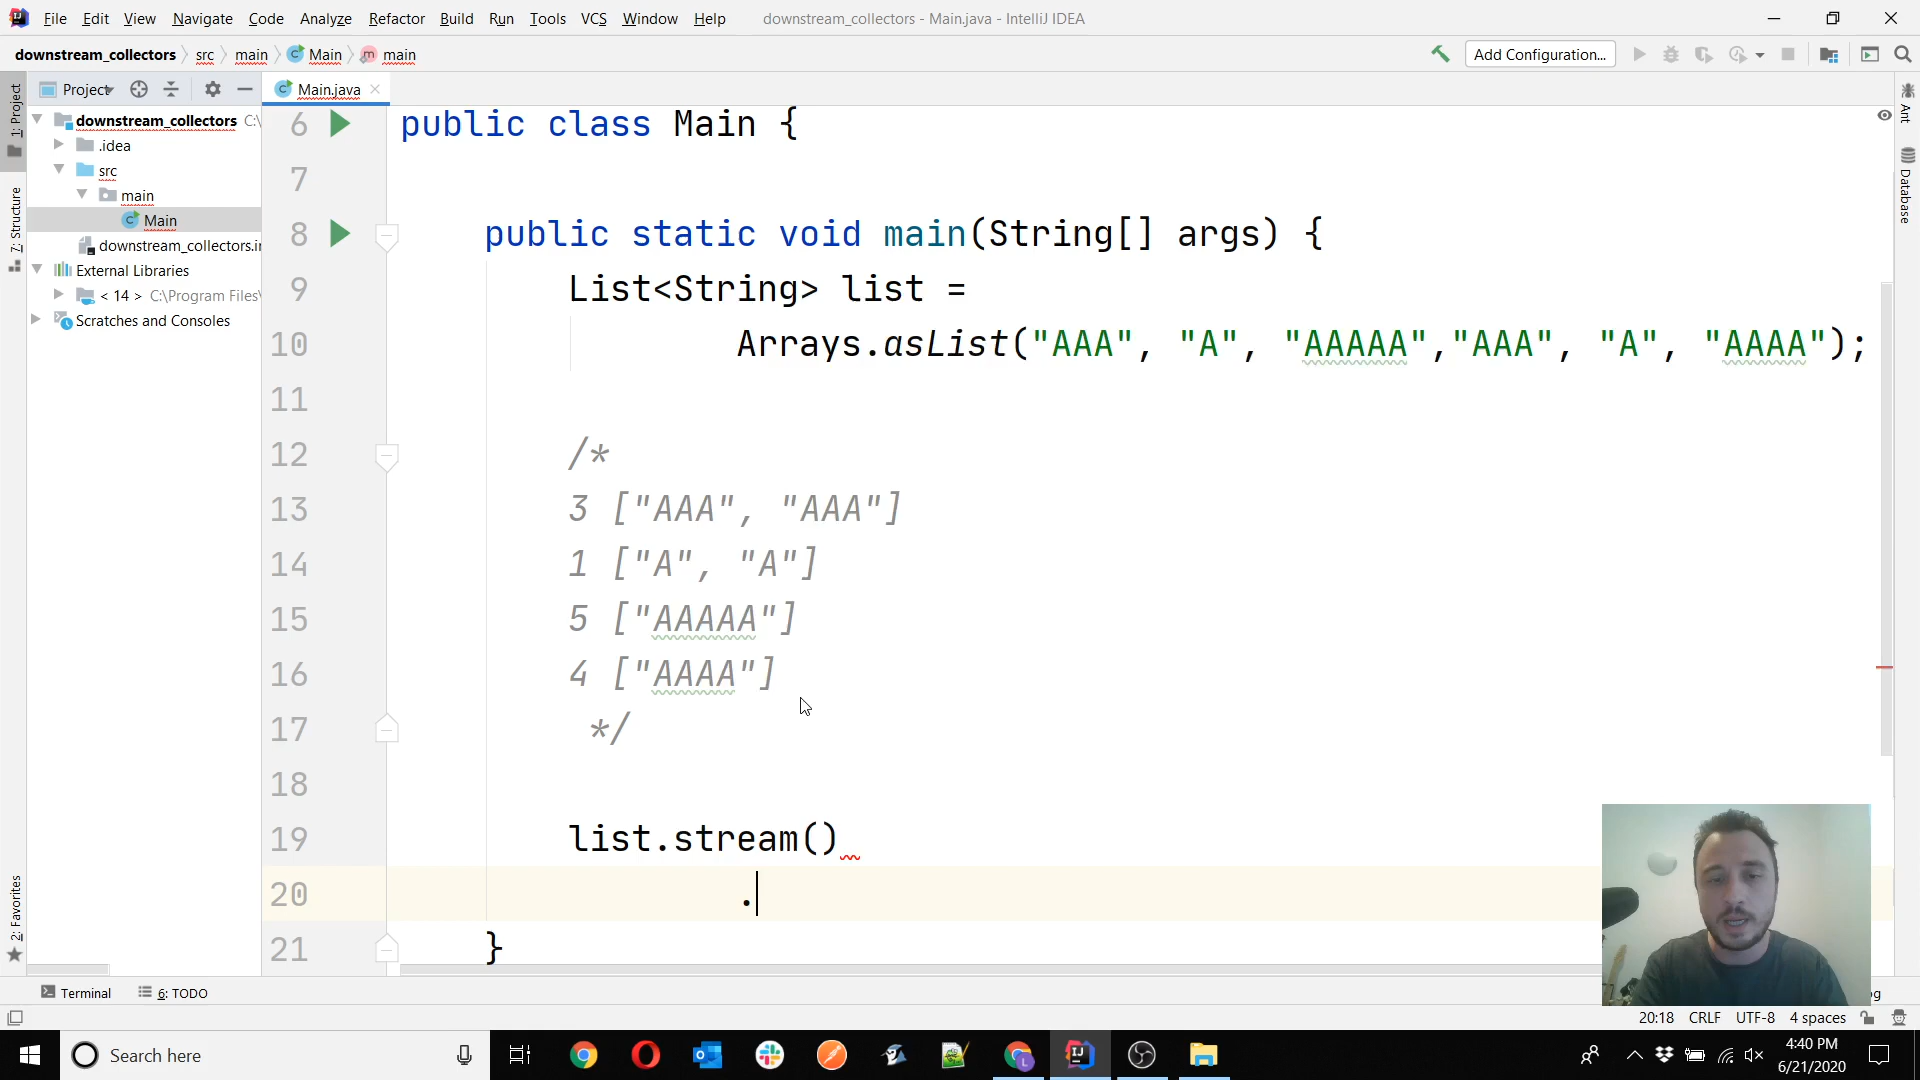 File Edit View Navigate Code Analyze Refactor Build Run Tools VCS Window Help downstream_collectors - Main.java - IntelliJ IDEA
downstream_collectors src main Main main Add Configuration...
1: Project
7: Structure
2: Favorites
Project
downstream_collectors C:\
.idea
src
main
Main
downstream_collectors.i
External Libraries
< 14 > C:\Program Files\
Scratches and Consoles
Main.java
6 public class Main {
7
8 public static void main(String[] args) {
9 List<String> list =
10 Arrays.asList("AAA", "A", "AAAAA","AAA", "A", "AAAA");
11
12 /*
13 3 ["AAA", "AAA"]
14 1 ["A", "A"]
15 5 ["AAAAA"]
16 4 ["AAAA"]
17 */
18
19 list.stream()
20 .
21 }
Ant
Database
Terminal 6: TODO
20:18 CRLF UTF-8 4 spaces
Search here
4:40 PM
6/21/2020